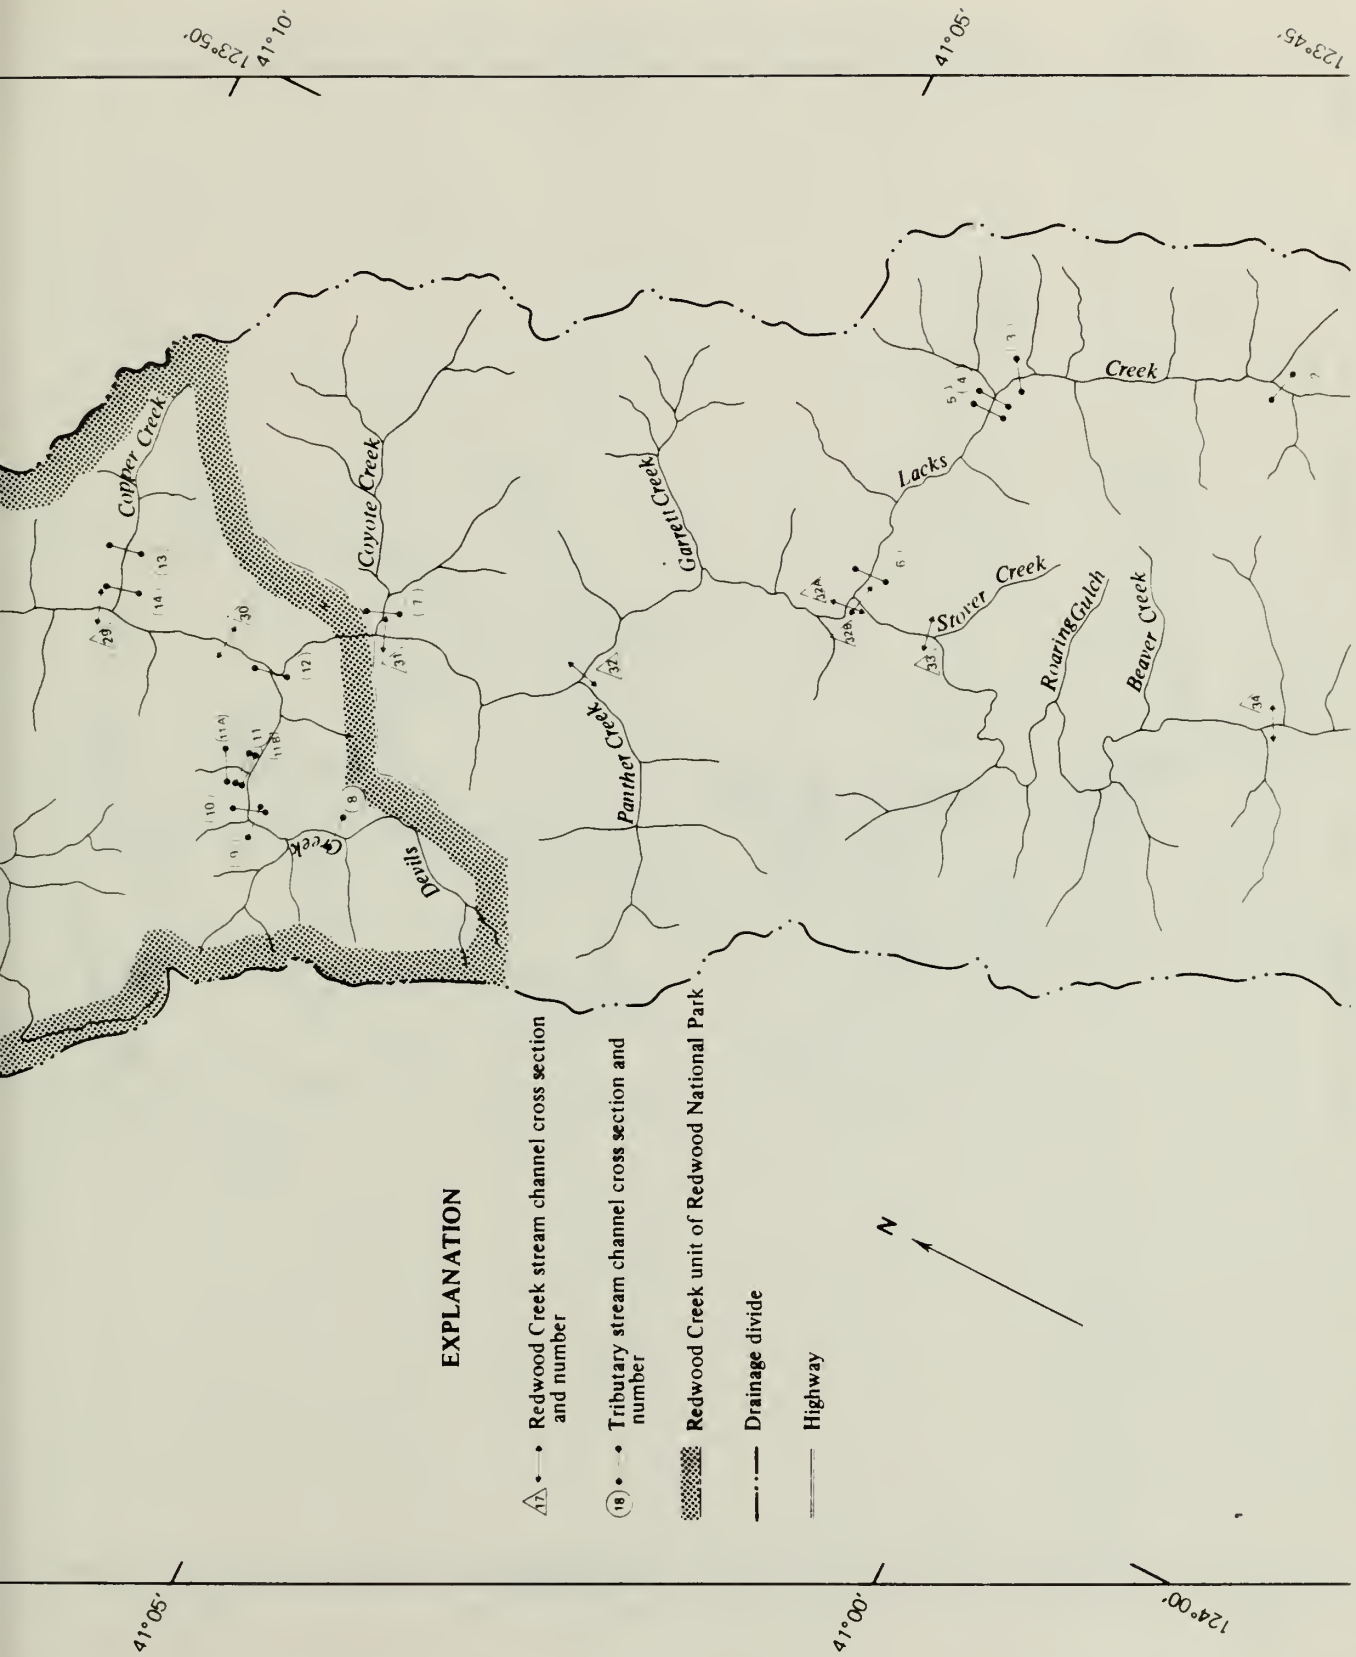 123°50'
41°10'
41°05'
123°45'
Copper Creek
29
14
13
30
12
Coyote Creek
7
31
11A
11
11B
10
9
8
Creek
Devils
Garrett Creek
32
Panther Creek
32A
32B
6
Lacks
Creek
5
4
3
Stover Creek
33
Roaring Gulch
Beaver Creek
34
EXPLANATION
17 Redwood Creek stream channel cross section
and number
18 Tributary stream channel cross section and
number
Redwood Creek unit of Redwood National Park
Drainage divide
Highway
N
41°05'
41°00'
124°00'